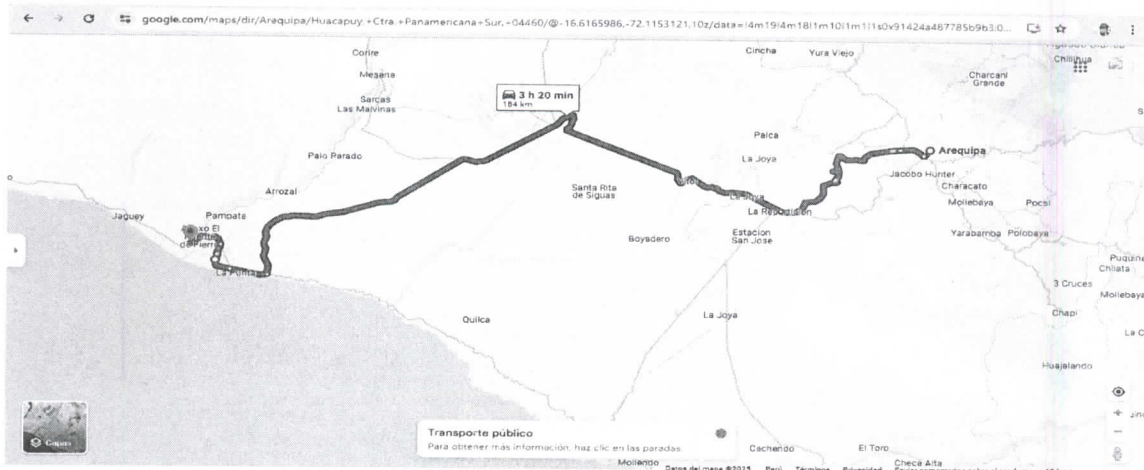 google.com/maps/dir/Arequipa/Huacapuy,+Ctra.+Panamericana+Sur,+04460/@-16.6165986,-72.1153121,10z/data=!4m19!4m18!1m10!1m1!1s0x91424a487785b9b3:0...
Corire
Mesana
Sarcas
Las Malvinas
Cincha
Yura Viejo
Chilihua
Charcani
Grande
3 h 20 min
184 km
Palo Parado
Palca
La Joya
Arequipa
Jacobo Hunter
Characato
Arrozal
Santa Rita
de Siguas
La Joya
Mollebaya
Pocsi
Jaguey
Pampata
La Reparticion
Boyadero
Estacion
San Jose
Yarabamba
Polobaya
La Punta
Chilata
3 Cruces
Mollebaya
Quilca
La Joya
Chapi
Huajalando
Capas
Transporte público
Para obtener más información, haz clic en las paradas.
Cachendo
El Toro
Mollendo
Checa Alta
Datos del mapa ©2025
Perú
Términos
Privacidad